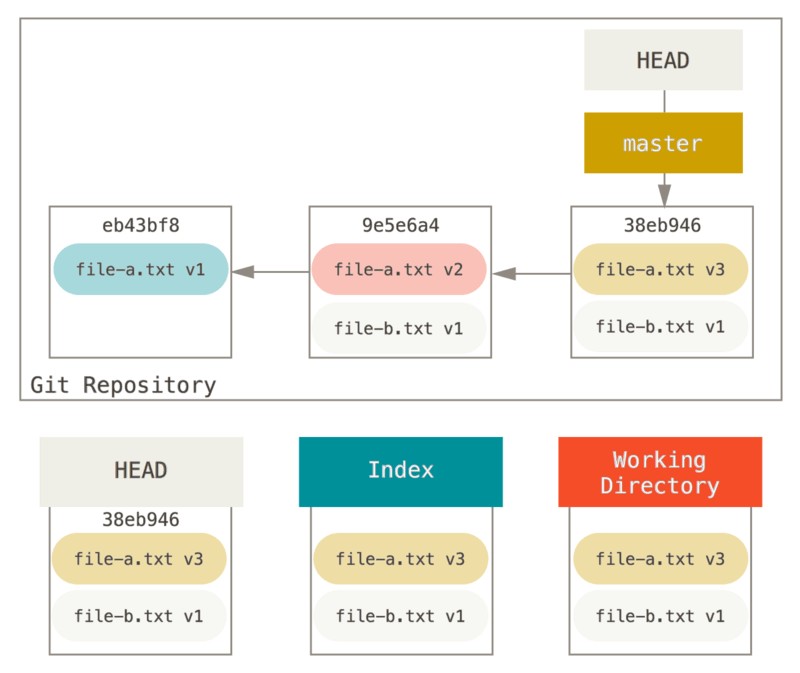 HEAD
master
eb43bf8
9e5e6a4
38eb946
file-a.txt v1
file-a.txt v2
file-a.txt v3
file-b.txt v1
file-b.txt v1
Git Repository
HEAD
Index
Working
Directory
38eb946
file-a.txt v3
file-a.txt v3
file-a.txt v3
file-b.txt v1
file-b.txt v1
file-b.txt v1